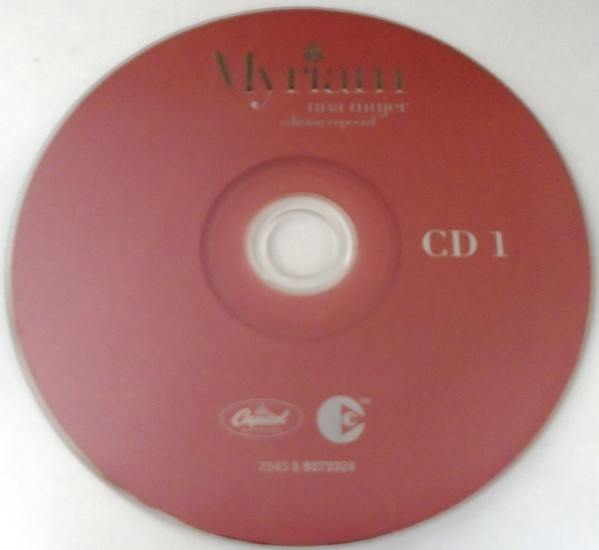 Myriam
una mujer
edición especial
CD 1
Capitol
7243 5 9373324